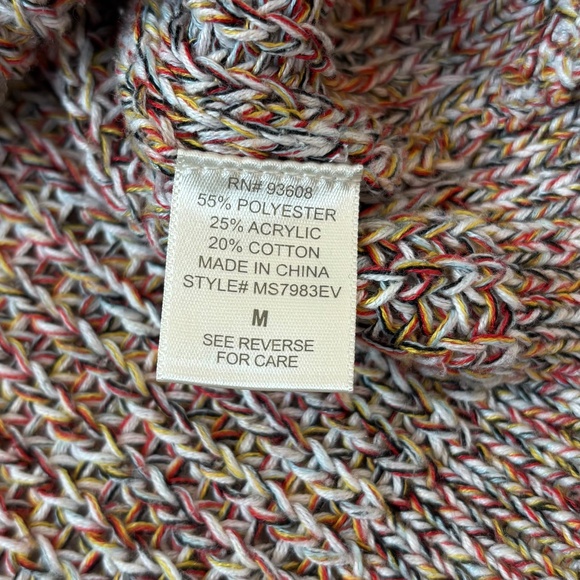 RN# 93608
55% POLYESTER
25% ACRYLIC
20% COTTON
MADE IN CHINA
STYLE# MS7983EV
M
SEE REVERSE
FOR CARE